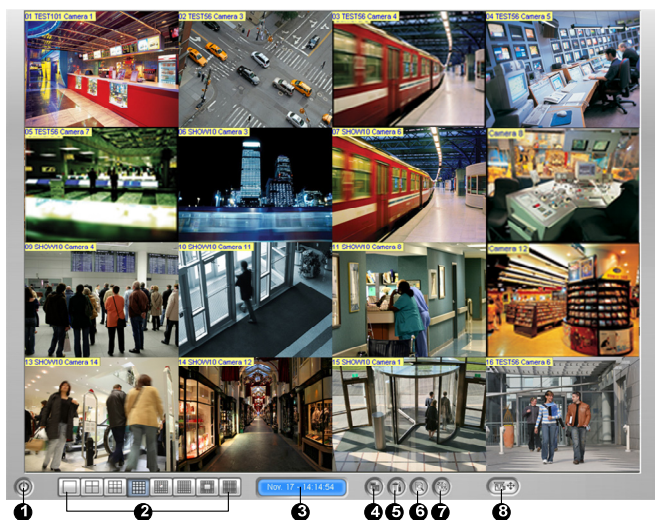 01 TEST101 Camera 1
02 TEST56 Camera 3
03 TEST56 Camera 4
04 TEST56 Camera 5
05 TEST56 Camera 7
06 SHOW10 Camera 3
07 SHOW10 Camera 6
Camera 8
09 SHOW10 Camera 4
10 SHOW10 Camera 11
11 SHOW10 Camera 8
Camera 12
13 SHOW10 Camera 14
14 SHOW10 Camera 12
15 SHOW10 Camera 1
16 TEST56 Camera 6
Nov. 17 - 14:14:54
1
2
3
4
5
6
7
8